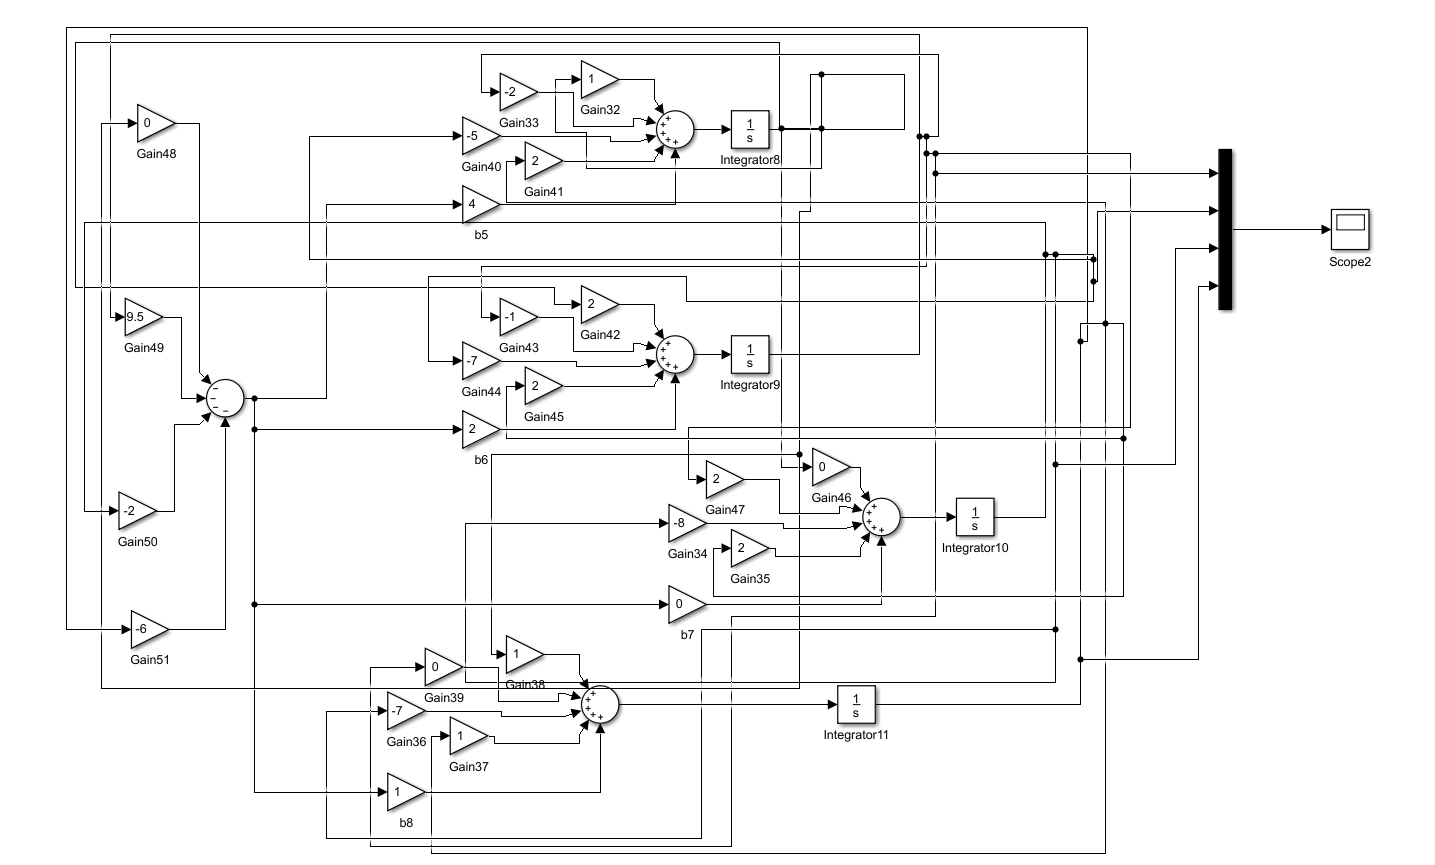 1
Gain32
-2
Gain33
0
Gain48
-5
Gain40
1
s
Integrator8
2
Gain41
4
b5
Scope2
2
Gain42
9.5
Gain49
-1
Gain43
-7
Gain44
1
s
Integrator9
2
Gain45
2
b6
0
Gain46
2
Gain47
-2
Gain50
-8
Gain34
1
s
Integrator10
2
Gain35
-6
Gain51
0
b7
1
Gain38
0
Gain39
-7
Gain36
1
s
Integrator11
1
Gain37
1
b8